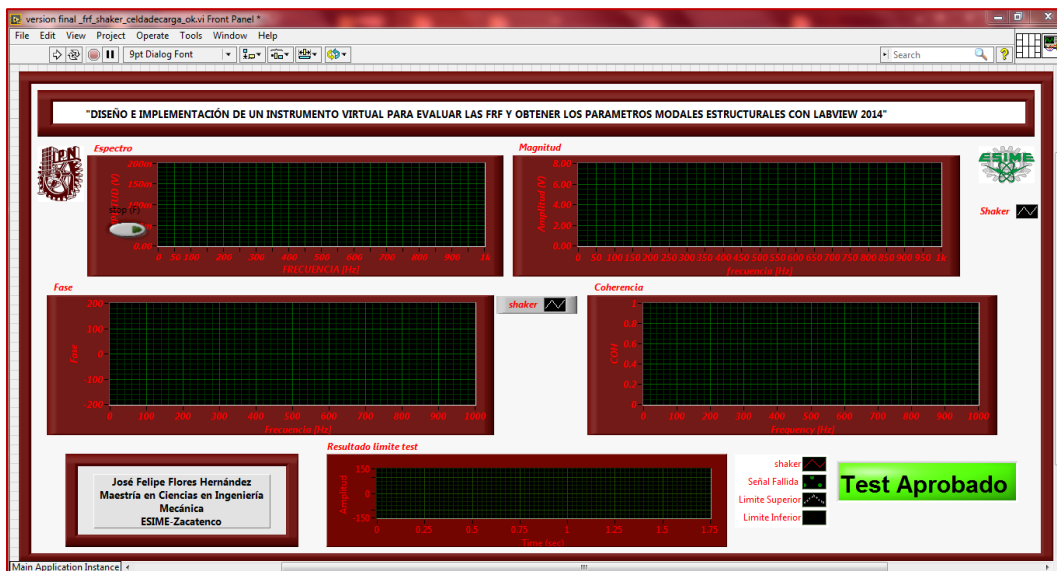 version final _frf_shaker_celdadecarga_ok.vi Front Panel *
File Edit View Project Operate Tools Window Help
9pt Dialog Font
Search
"DISEÑO E IMPLEMENTACIÓN DE UN INSTRUMENTO VIRTUAL PARA EVALUAR LAS FRF Y OBTENER LOS PARAMETROS MODALES ESTRUCTURALES CON LABVIEW 2014"
IPN
Espectro
200m
150m
0.00
stop (F)
0 50 100 200 300 400 500 600 700 800 900 1k
FRECUENCIA [Hz]
Magnitud
Amplitud (V)
8.00
6.00
4.00
2.00
0.00
0 50 100 150 200 250 300 350 400 450 500 550 600 650 700 750 800 850 900 950 1k
frecuencia [Hz]
ESIME
Shaker
Fase
Fase
200
100
0
-100
-200
0 100 200 300 400 500 600 700 800 900 1000
Frecuencia [Hz]
shaker
Coherencia
COH
1
0.8
0.6
0.4
0.2
0
0 100 200 300 400 500 600 700 800 900 1000
Frequency [Hz]
José Felipe Flores Hernández
Maestría en Ciencias en Ingeniería
Mecánica
ESIME-Zacatenco
Resultado limite test
Amplitud
150
0
-150
0 0.25 0.5 0.75 1 1.25 1.5 1.75
Time (sec)
shaker
Señal Fallida
Limite Superior
Limite Inferior
Test Aprobado
Main Application Instance